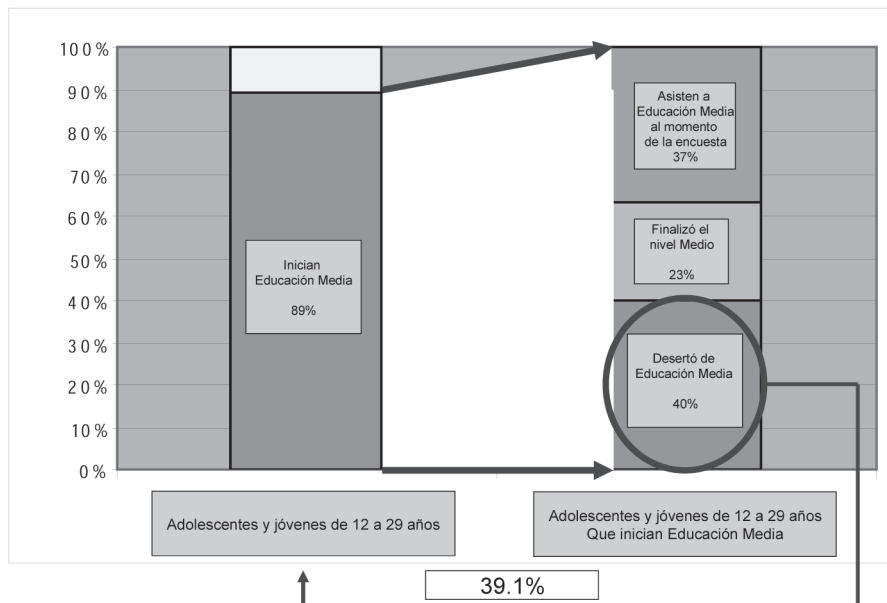 100%
90%
80%
70%
60%
50%
40%
30%
20%
10%
0%
Inician
Educación Media
89%
Asisten a
Educación Media
al momento
de la encuesta
37%
Finalizó el
nivel Medio
23%
Desertó de
Educación Media
40%
Adolescentes y jóvenes de 12 a 29 años
Adolescentes y jóvenes de 12 a 29 años
Que inician Educación Media
39.1%